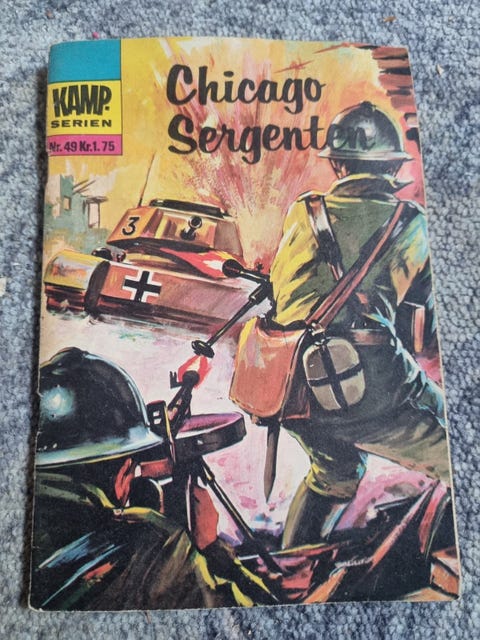 KAMP-
SERIEN
Nr. 49 Kr. 1.75
Chicago
Sergenten
3